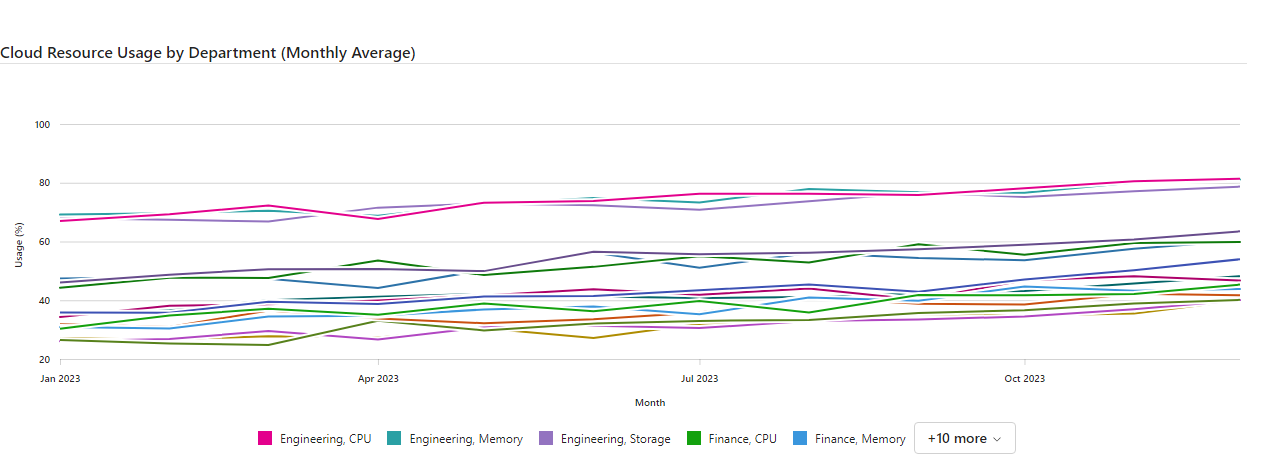 Cloud Resource Usage by Department (Monthly Average)
100
80
60
40
20
Usage (%)
Jan 2023 Apr 2023 Jul 2023 Oct 2023
Month
Engineering, CPU Engineering, Memory Engineering, Storage Finance, CPU Finance, Memory +10 more